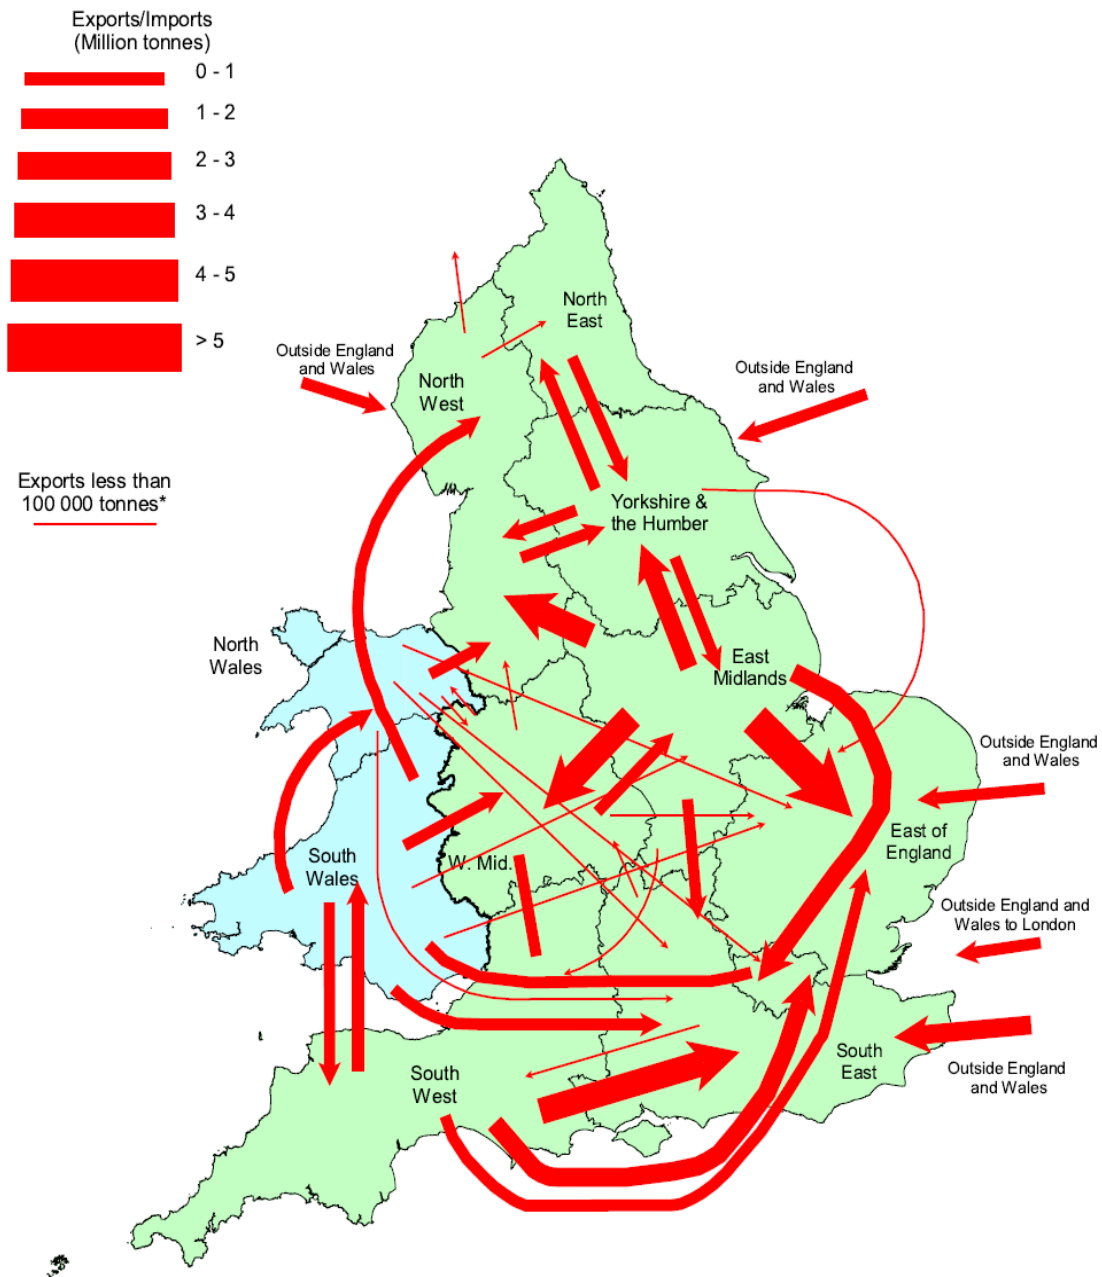 Exports/Imports
(Million tonnes)
0 - 1
1 - 2
2 - 3
3 - 4
4 - 5
> 5
Exports less than
100 000 tonnes*
North
East
Outside England
and Wales
North
West
Outside England
and Wales
Yorkshire &
the Humber
North
Wales
East
Midlands
Outside England
and Wales
East of
England
South
Wales
W. Mid.
Outside England and
Wales to London
South
West
South
East
Outside England
and Wales